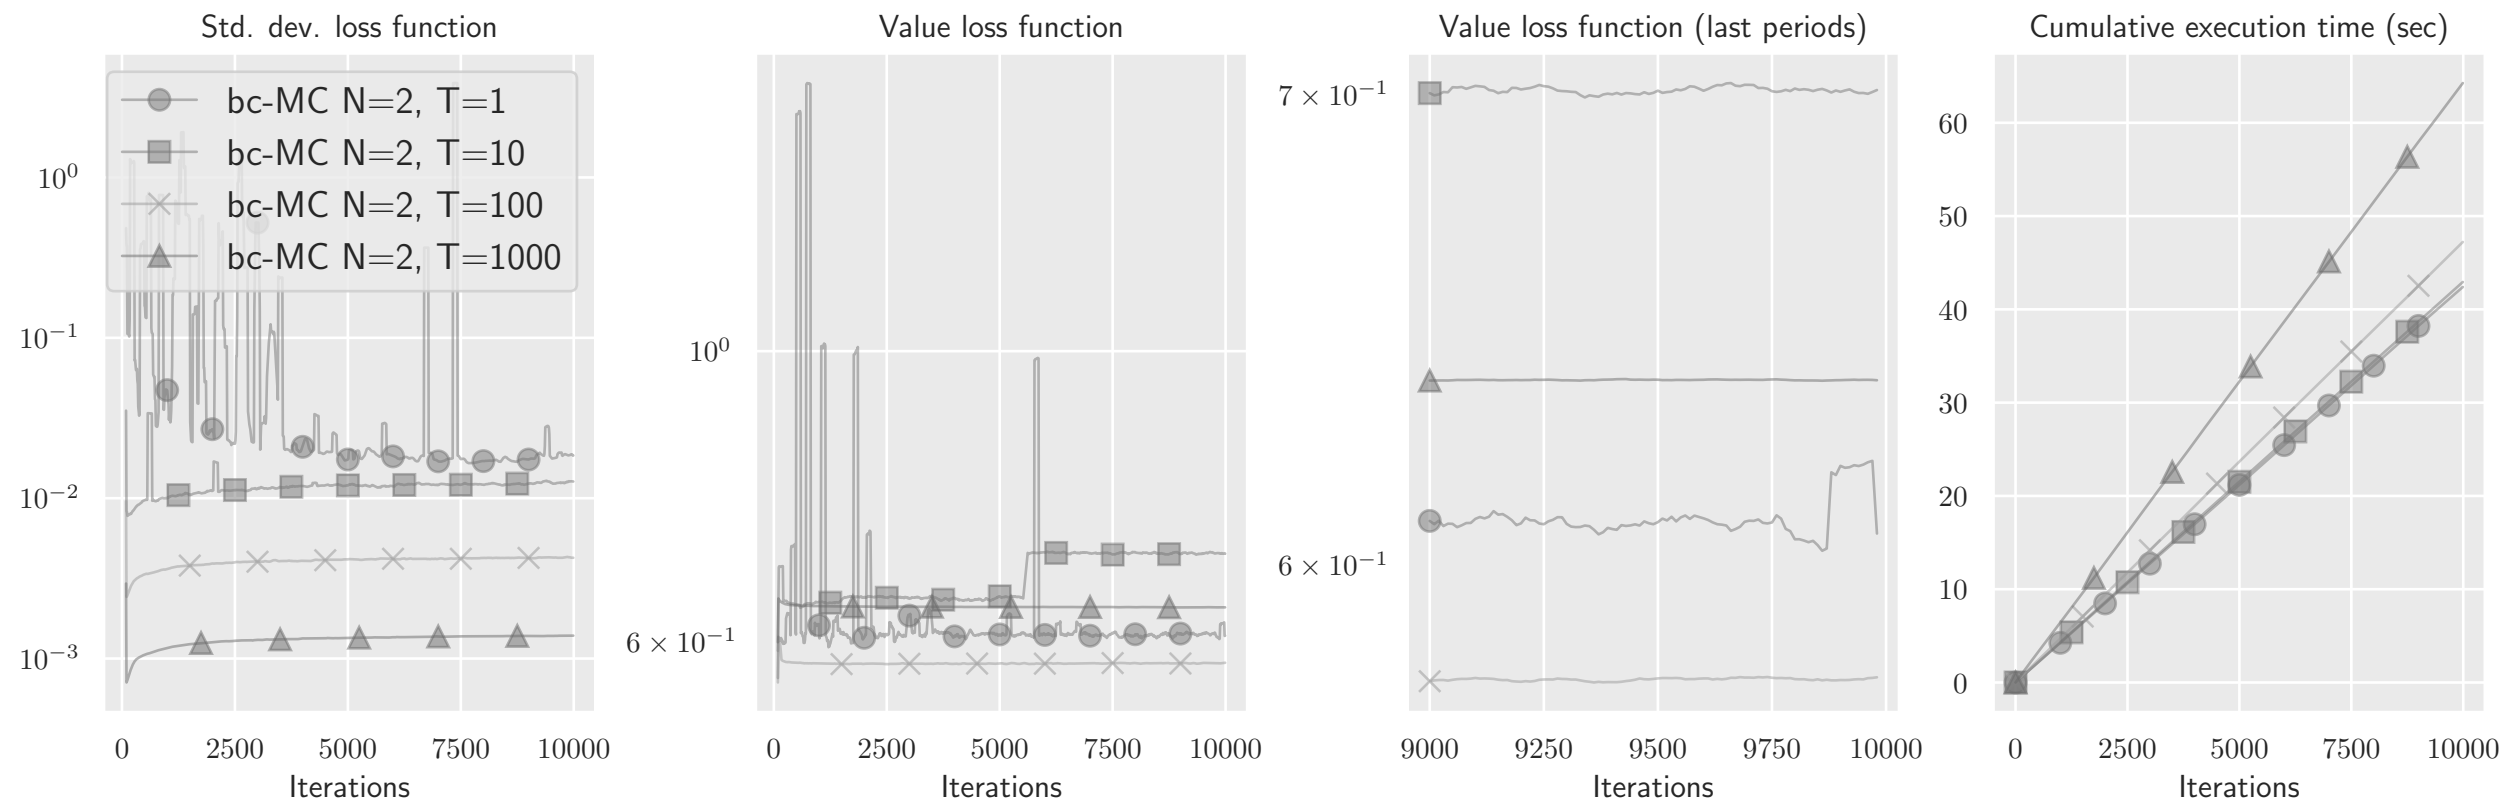 Std. dev. loss function
bc-MC N=2, T=1
bc-MC N=2, T=10
bc-MC N=2, T=100
bc-MC N=2, T=1000
10⁰
10⁻¹
10⁻²
10⁻³
0 2500 5000 7500 10000
Iterations
Value loss function
10⁰
6 × 10⁻¹
0 2500 5000 7500 10000
Iterations
Value loss function (last periods)
7 × 10⁻¹
6 × 10⁻¹
9000 9250 9500 9750 10000
Iterations
Cumulative execution time (sec)
60
50
40
30
20
10
0
0 2500 5000 7500 10000
Iterations